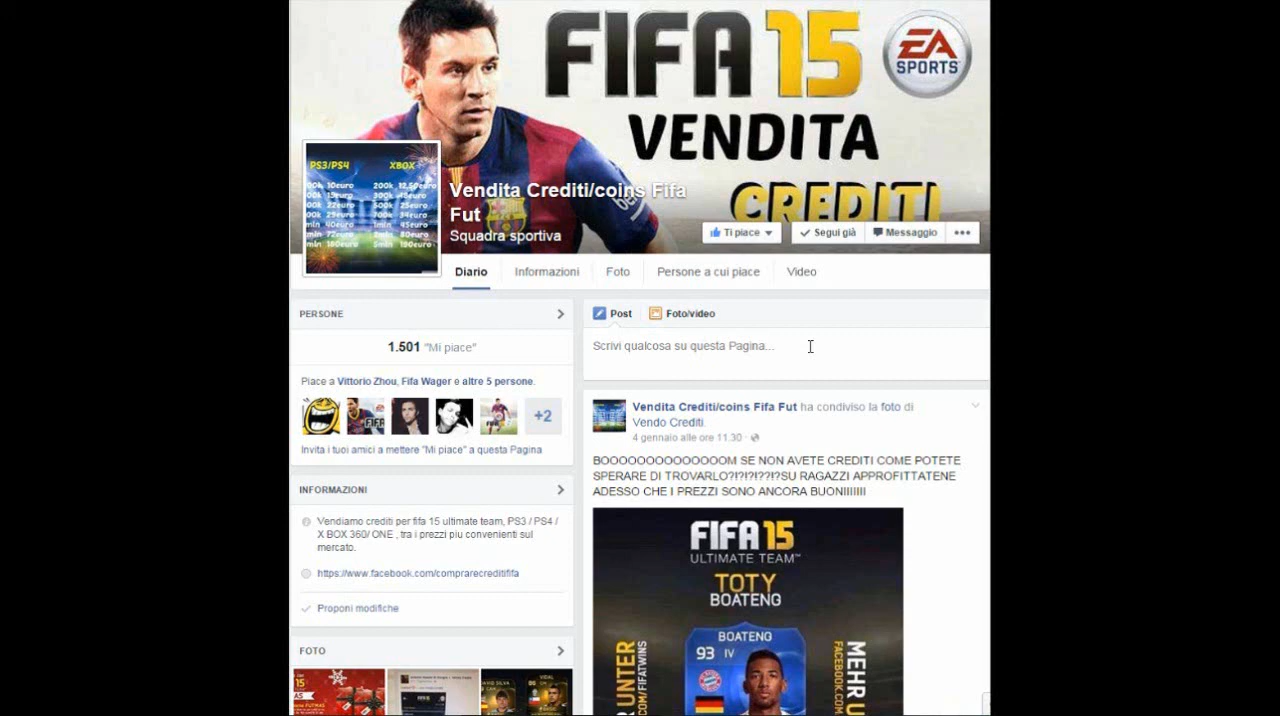 FIFA 15
EA
SPORTS
VENDITA
CREDITI
PS3/PS4 XBOX
Vendita Crediti/coins Fifa
Fut
Squadra sportiva
Ti piace
Segui già
Messaggio
Diario
Informazioni
Foto
Persone a cui piace
Video
PERSONE
1.501 "Mi piace"
Piace a Vittorio Zhou, Fifa Wager e altre 5 persone.
+2
Invita i tuoi amici a mettere "Mi piace" a questa Pagina
INFORMAZIONI
Vendiamo crediti per fifa 15 ultimate team, PS3 / PS4 /
X BOX 360/ ONE , tra i prezzi piu convenienti sul
mercato.
https://www.facebook.com/comprarecreditififa
Proponi modifiche
FOTO
Post
Foto/video
Scrivi qualcosa su questa Pagina...
Vendita Crediti/coins Fifa Fut ha condiviso la foto di
Vendo Crediti.
4 gennaio alle ore 11.30
BOOOOOOOOOOOOOOM SE NON AVETE CREDITI COME POTETE
SPERARE DI TROVARLO?!?!?!??!?SU RAGAZZI APPROFITTATENE
ADESSO CHE I PREZZI SONO ANCORA BUONIIIIIII
FIFA 15
ULTIMATE TEAM™
TOTY
BOATENG
BOATENG
93 IV
MEHR U
FACEBOOK.COM